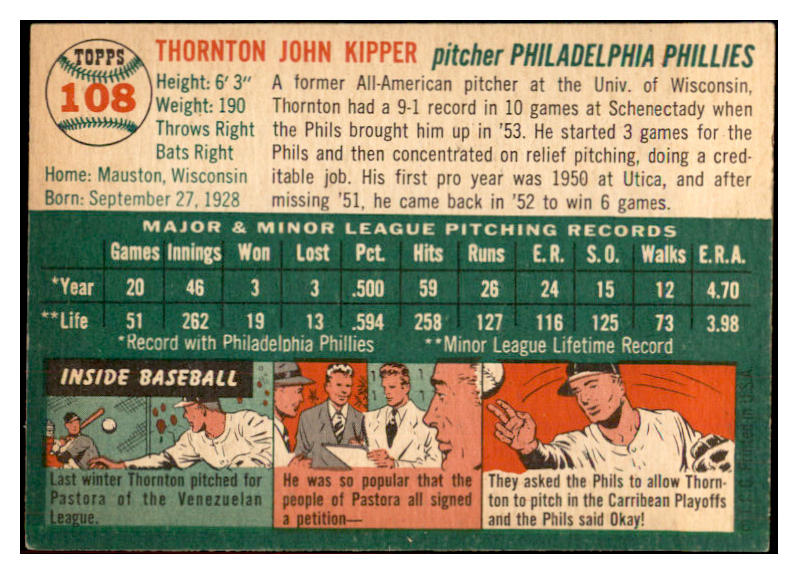 TOPPS
108
THORNTON JOHN KIPPER pitcher PHILADELPHIA PHILLIES
Height: 6' 3"
Weight: 190
Throws Right
Bats Right
Home: Mauston, Wisconsin
Born: September 27, 1928
A former All-American pitcher at the Univ. of Wisconsin,
Thornton had a 9-1 record in 10 games at Schenectady when
the Phils brought him up in '53. He started 3 games for the
Phils and then concentrated on relief pitching, doing a cred-
itable job. His first pro year was 1950 at Utica, and after
missing '51, he came back in '52 to win 6 games.
MAJOR & MINOR LEAGUE PITCHING RECORDS
Games Innings Won Lost Pct. Hits Runs E.R. S.O. Walks E.R.A.
*Year 20 46 3 3 .500 59 26 24 15 12 4.70
**Life 51 262 19 13 .594 258 127 116 125 73 3.98
*Record with Philadelphia Phillies **Minor League Lifetime Record
INSIDE BASEBALL
Last winter Thornton pitched for
Pastora of the Venezuelan
League.
He was so popular that the
people of Pastora all signed
a petition—
They asked the Phils to allow Thorn-
ton to pitch in the Carribean Playoffs
and the Phils said Okay!
T.C.G. Printed in U.S.A.